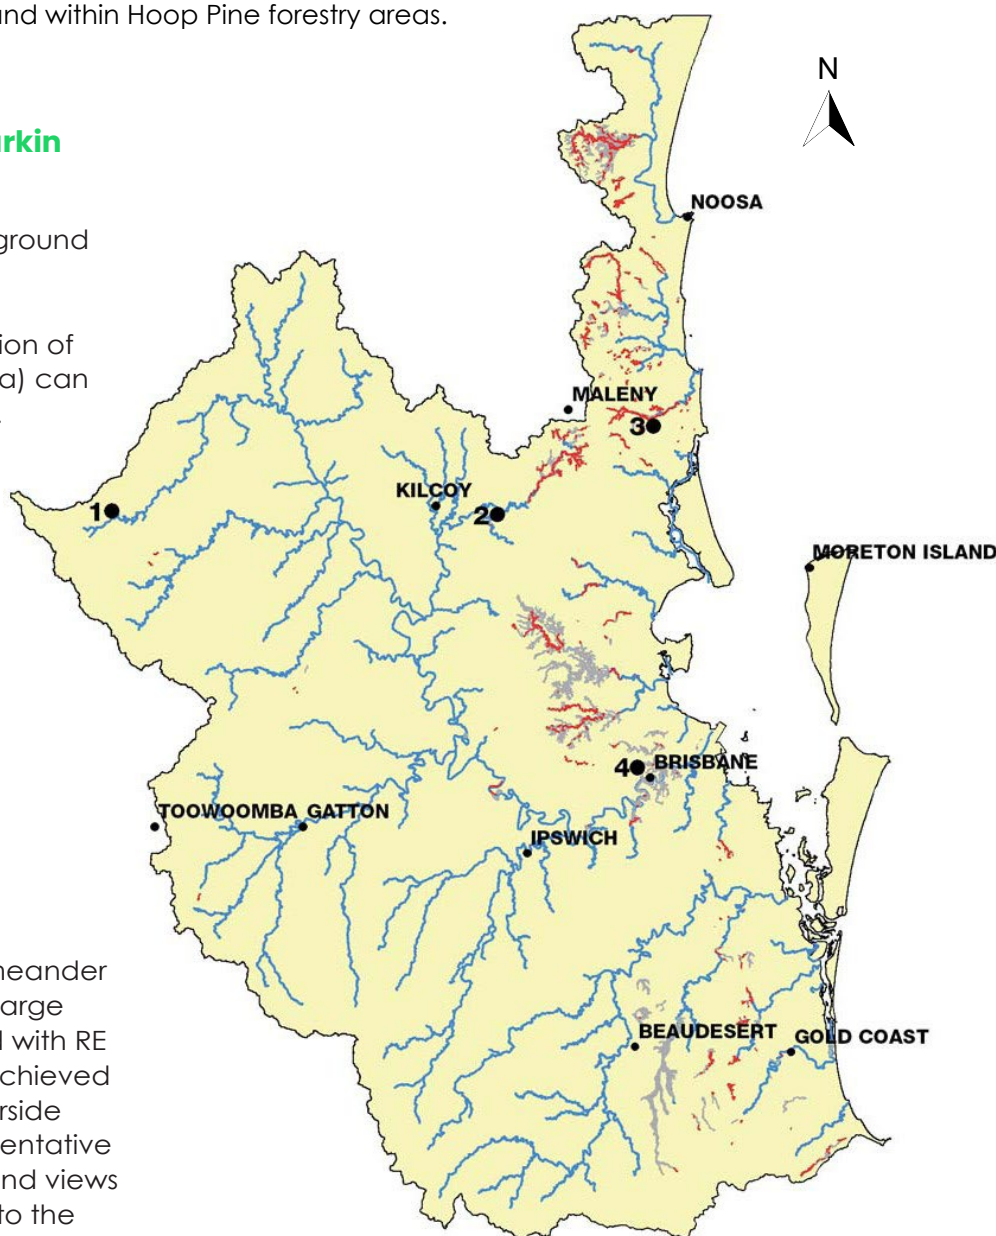 und within Hoop Pine forestry areas.
N
rkin
ground
ion of
a) can
NOOSA
MALENY
3
KILCOY
1
2
MORETON ISLAND
4
BRISBANE
TOOWOOMBA
GATTON
IPSWICH
neander
arge
with RE
chieved
BEAUDESERT
GOLD COAST
rside
entative
nd views
to the